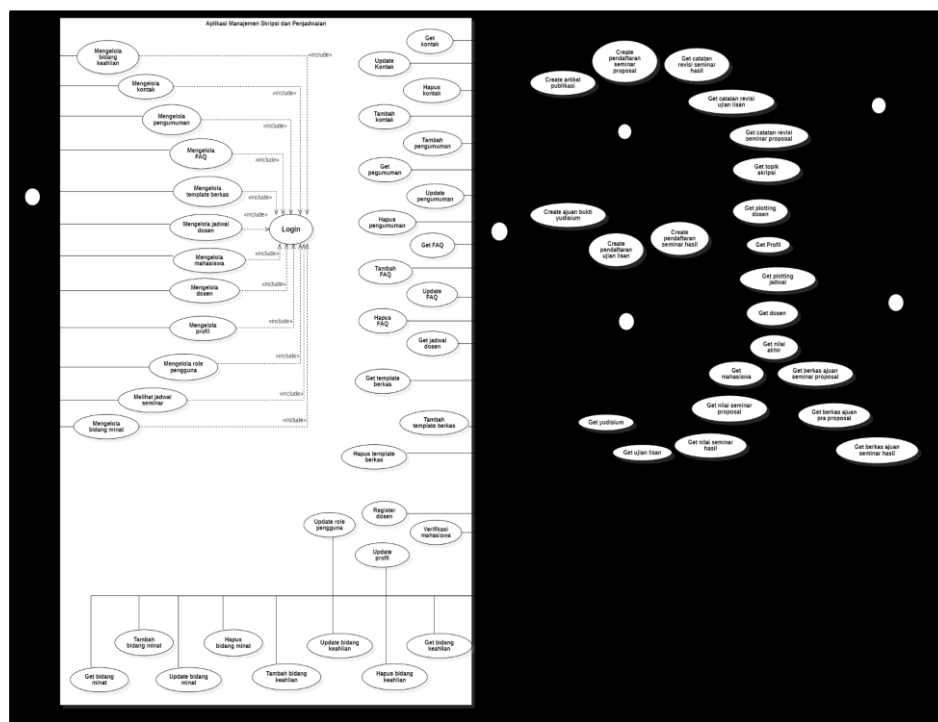 Aplikasi Manajemen Skripsi dan Penjadwalan
Mengelola
bidang
keahlian
«include»
Mengelola
kontak
«include»
Mengelola
pengumuman
«include»
Mengelola
FAQ
«include»
Mengelola
template berkas
«include»
Mengelola jadwal
dosen
«include»
Login
Mengelola
mahasiswa
«include»
Mengelola
dosen
«include»
Mengelola
profil
«include»
Mengelola role
pengguna
«include»
Melihat jadwal
seminar
«include»
Mengelola
bidang minat
«include»
Get
kontak
Update
Kontak
Hapus
kontak
Tambah
kontak
Tambah
pengumuman
Get
pegumuman
Update
pengumuman
Hapus
pengumuman
Get FAQ
Tambah
FAQ
Update
FAQ
Hapus
FAQ
Get jadwal
dosen
Get template
berkas
Tambah
template berkas
Hapus template
berkas
Register
dosen
Update role
pengguna
Verifikasi
mahasiswa
Update
profil
Tambah
bidang minat
Hapus
bidang minat
Update bidang
keahlian
Get bidang
keahlian
Get bidang
minat
Update bidang
minat
Tambah bidang
keahlian
Hapus bidang
keahlian
Create
pendaftaran
seminar
proposal
Get catatan
revisi seminar
hasil
Create artikel
publikasi
Get catatan revisi
ujian lisan
Get catatan revisi
seminar proposal
Get topik
skripsi
Get plotting
dosen
Create ajuan bukti
yudisium
Create
pendaftaran
ujian lisan
Create
pendaftaran
seminar hasil
Get Profil
Get plotting
jadwal
Get dosen
Get nilai
akhir
Get
mahasiswa
Get berkas ajuan
seminar proposal
Get nilai seminar
proposal
Get berkas ajuan
pra proposal
Get yudisium
Get nilai seminar
hasil
Get ujian lisan
Get berkas ajuan
seminar hasil